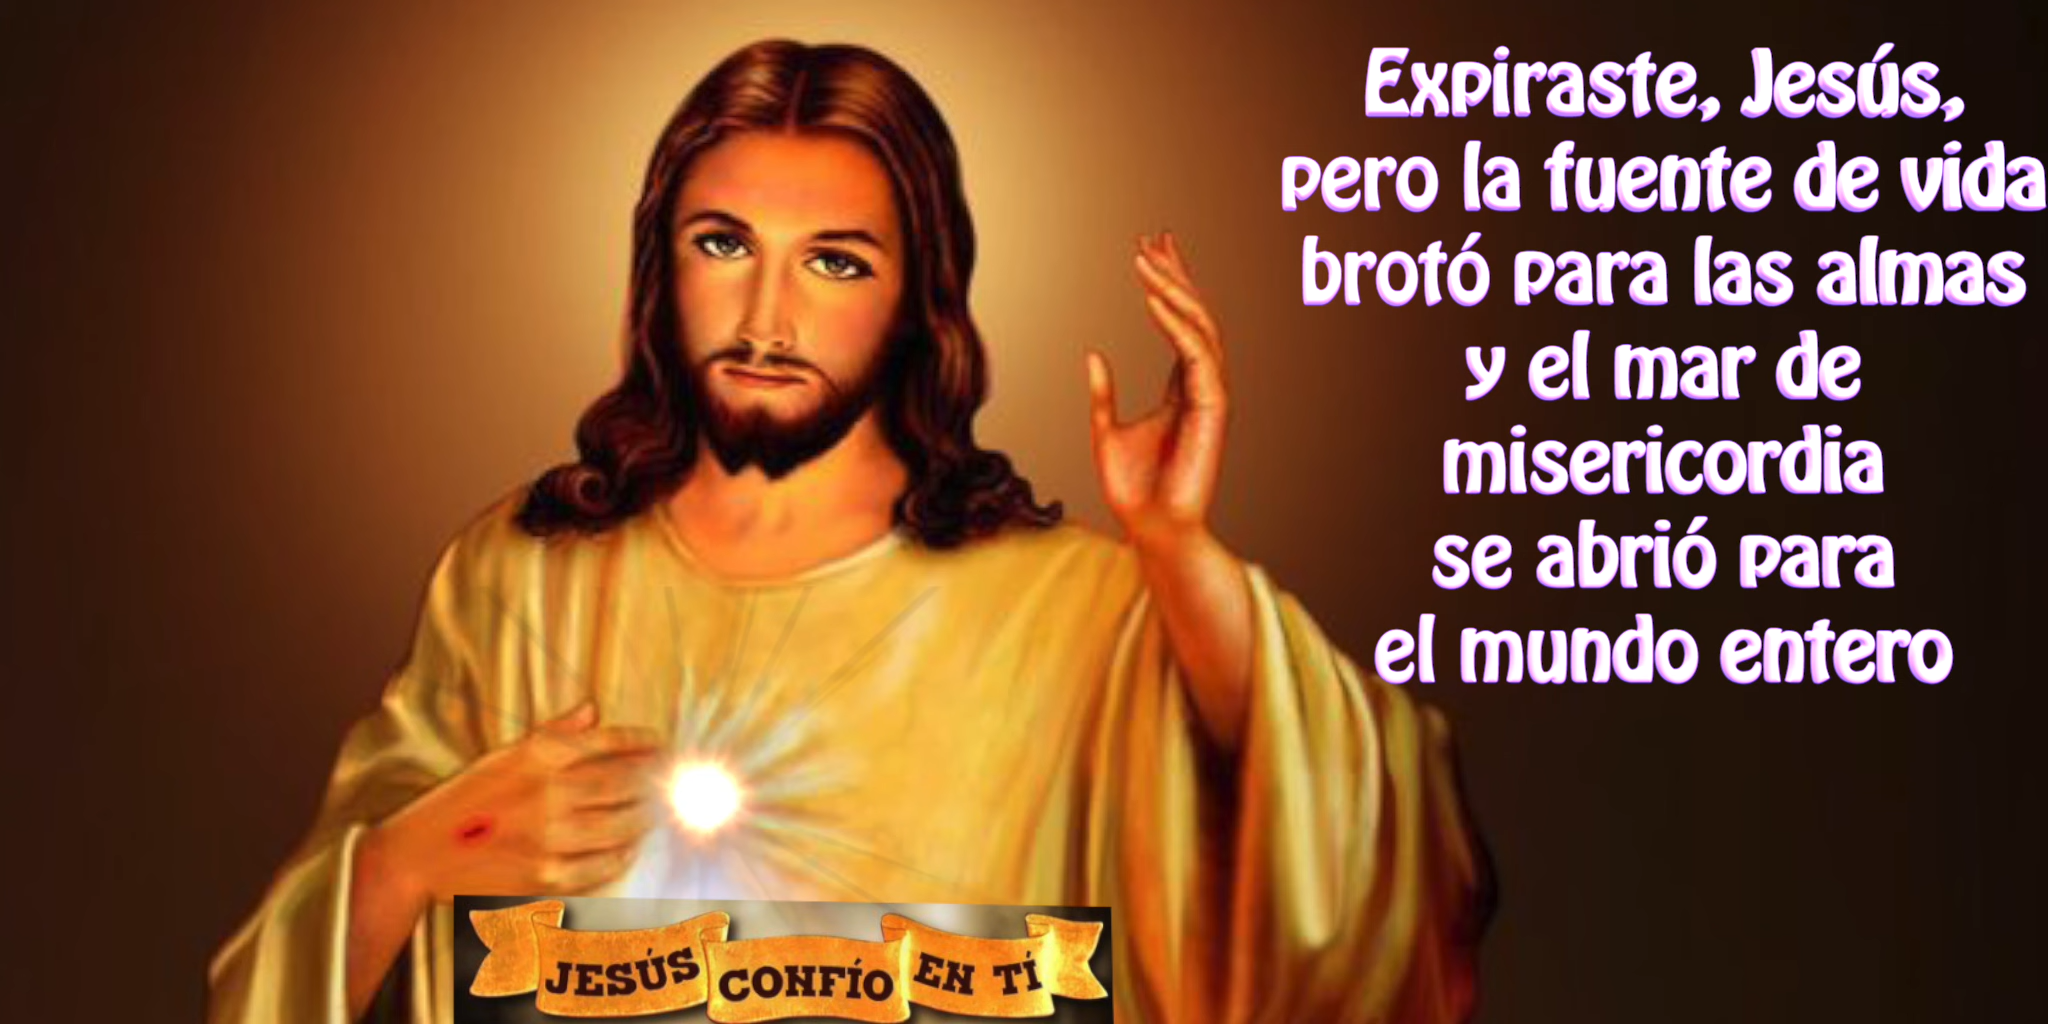 Expiraste, Jesús,
pero la fuente de vida
brotó para las almas
y el mar de
misericordia
se abrió para
el mundo entero
JESÚS CONFÍO EN TÍ